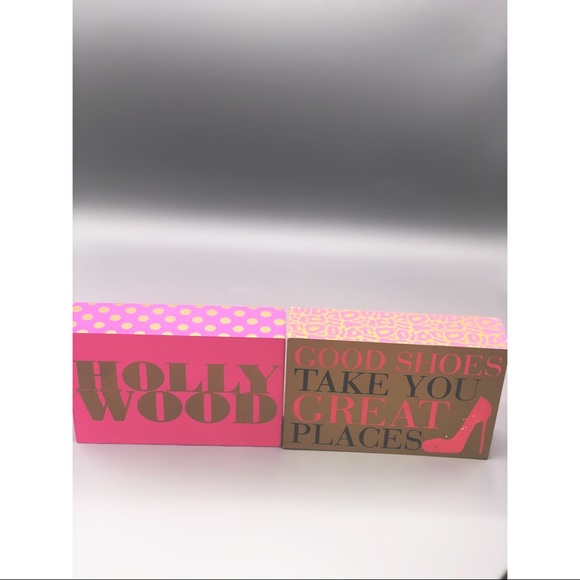 HOLLY
WOOD
GOOD SHOES
TAKE YOU
GREAT
PLACES